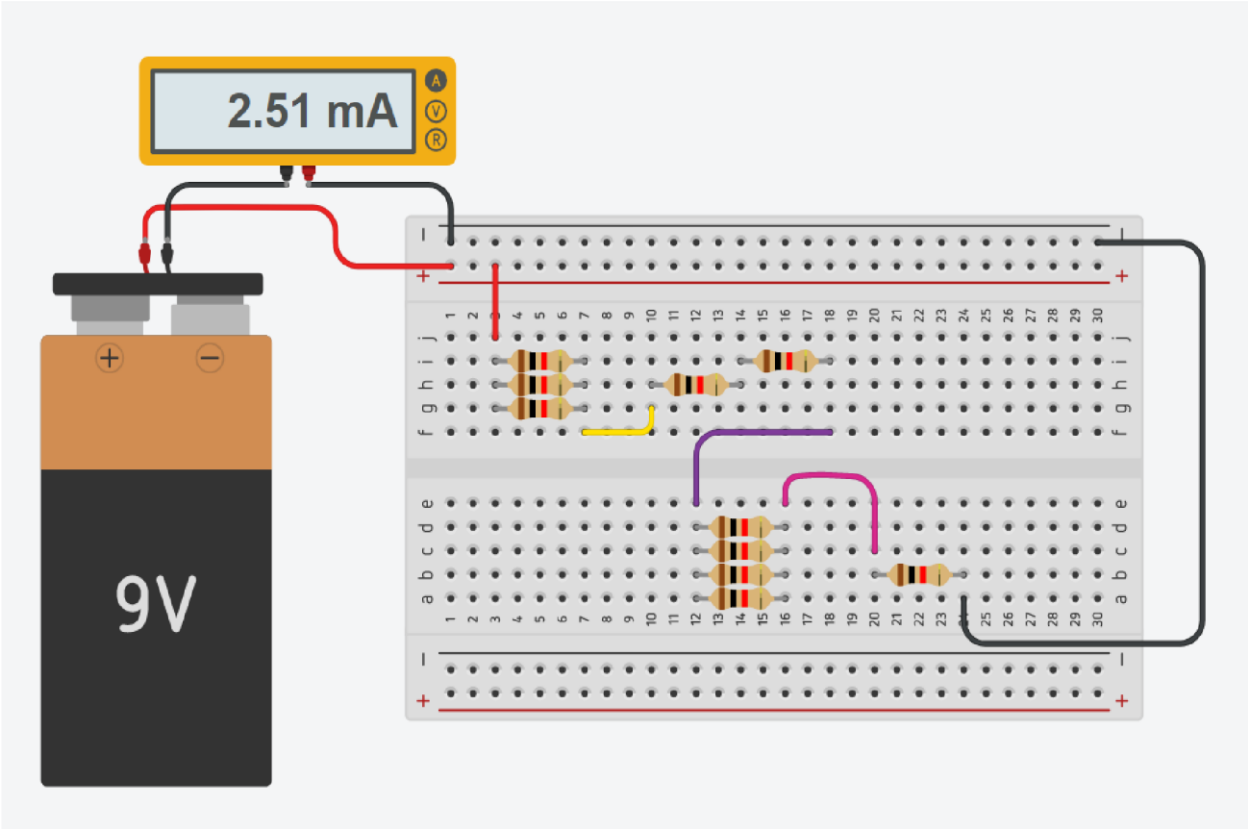 2.51 mA
A
V
R
− −
+ +
1 2 3 4 5 6 7 8 9 10 11 12 13 14 15 16 17 18 19 20 21 22 23 24 25 26 27 28 29 30
j j
i i
h h
g g
f f
e e
d d
c c
b b
a a
1 2 3 4 5 6 7 8 9 10 11 12 13 14 15 16 17 18 19 20 21 22 23 24 25 26 27 28 29 30
− −
+ +
+ −
9V